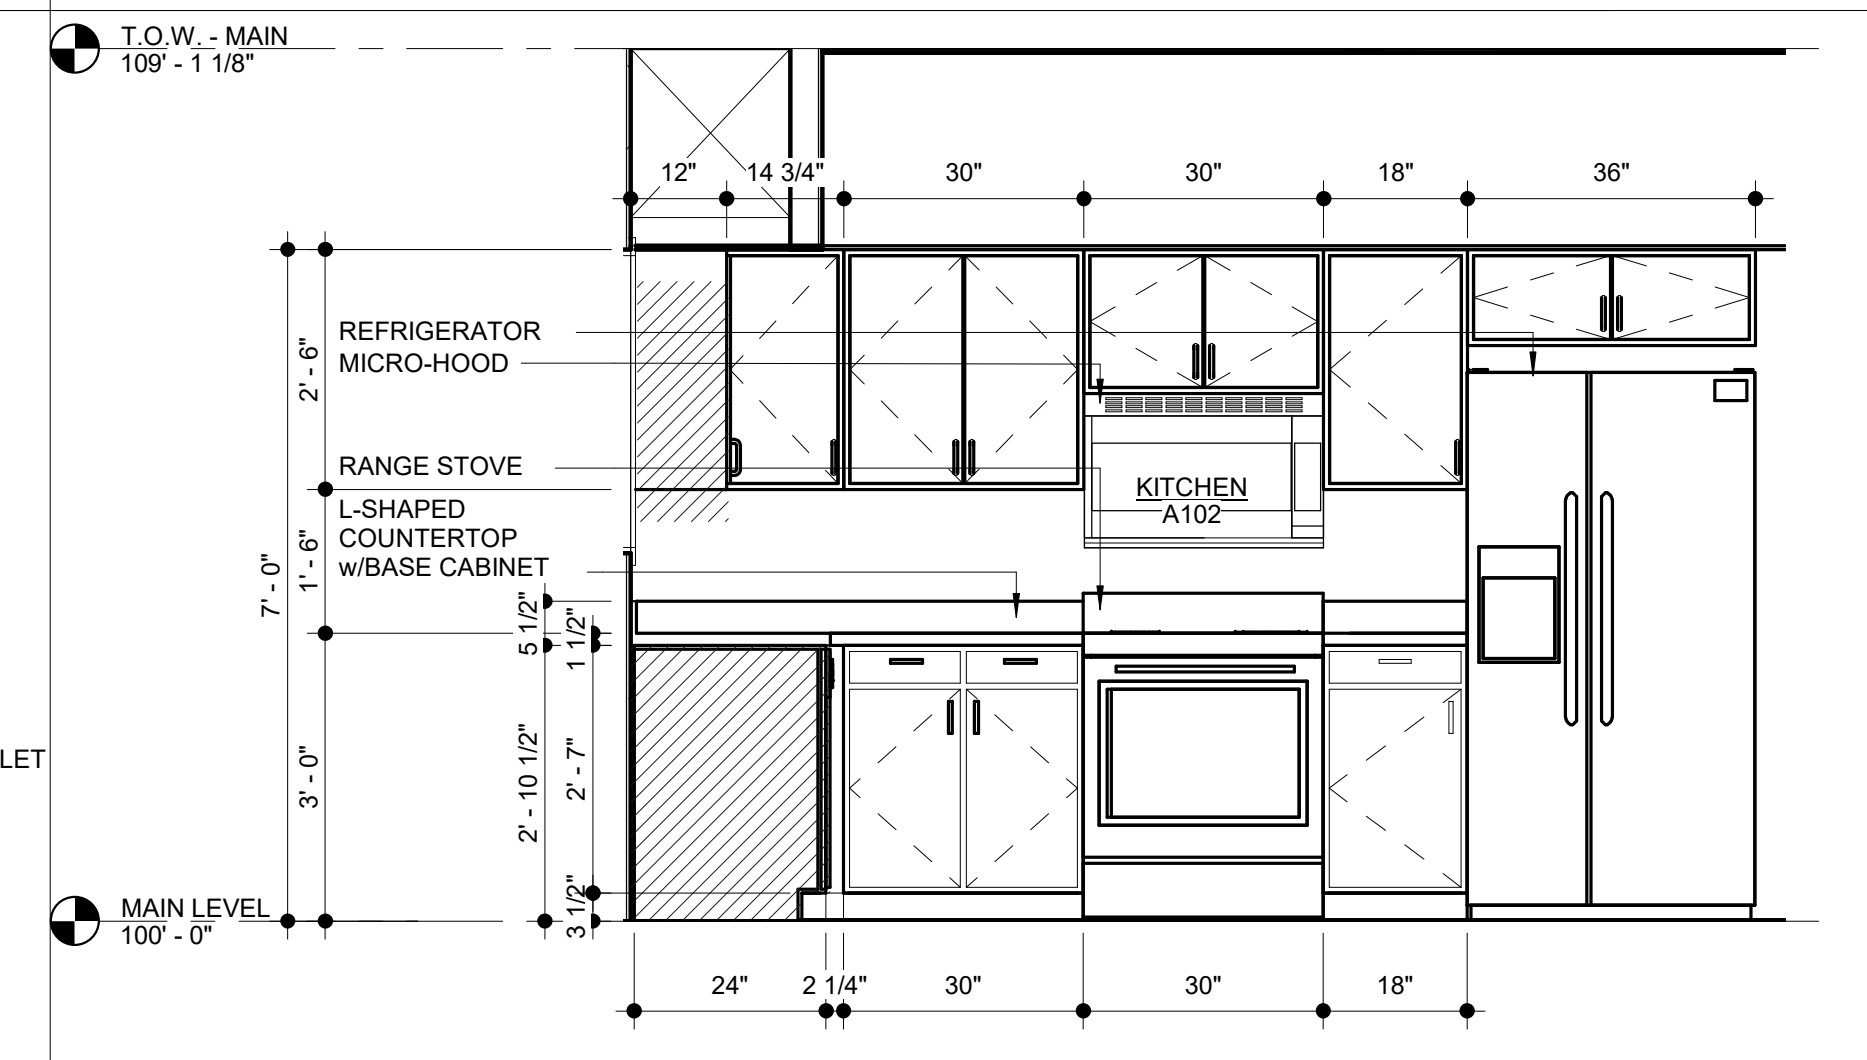 T.O.W. - MAIN
109' - 1 1/8"
12"
14 3/4"
30"
30"
18"
36"
REFRIGERATOR
MICRO-HOOD
RANGE STOVE
L-SHAPED
COUNTERTOP
w/BASE CABINET
KITCHEN
A102
7' - 0"
2' - 6"
1' - 6"
3' - 0"
5 1/2"
2' - 10 1/2"
1 1/2"
2' - 7"
3 1/2"
LET
MAIN LEVEL
100' - 0"
24"
2 1/4"
30"
30"
18"